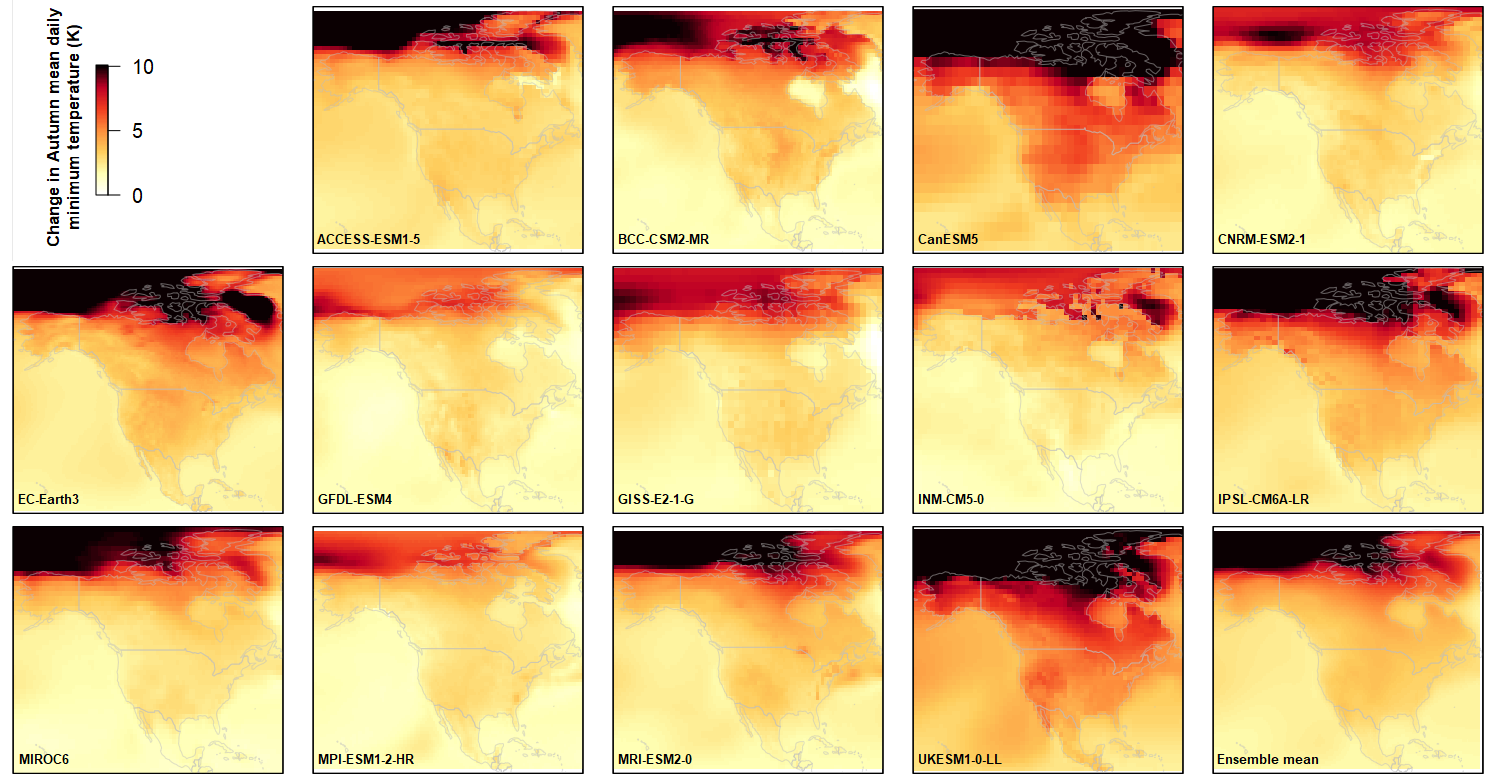 Change in Autumn mean daily
minimum temperature (K)
10
5
0
ACCESS-ESM1-5
BCC-CSM2-MR
CanESM5
CNRM-ESM2-1
EC-Earth3
GFDL-ESM4
GISS-E2-1-G
INM-CM5-0
IPSL-CM6A-LR
MIROC6
MPI-ESM1-2-HR
MRI-ESM2-0
UKESM1-0-LL
Ensemble mean